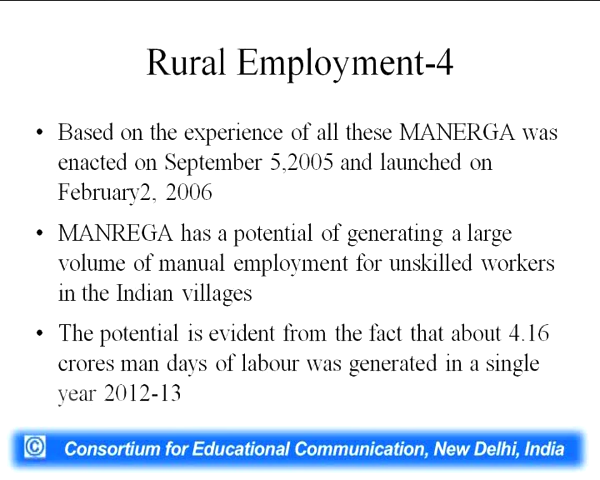 Rural Employment-4
• Based on the experience of all these MANERGA was
enacted on September 5,2005 and launched on
February2, 2006
• MANREGA has a potential of generating a large
volume of manual employment for unskilled workers
in the Indian villages
• The potential is evident from the fact that about 4.16
crores man days of labour was generated in a single
year 2012-13
© Consortium for Educational Communication, New Delhi, India